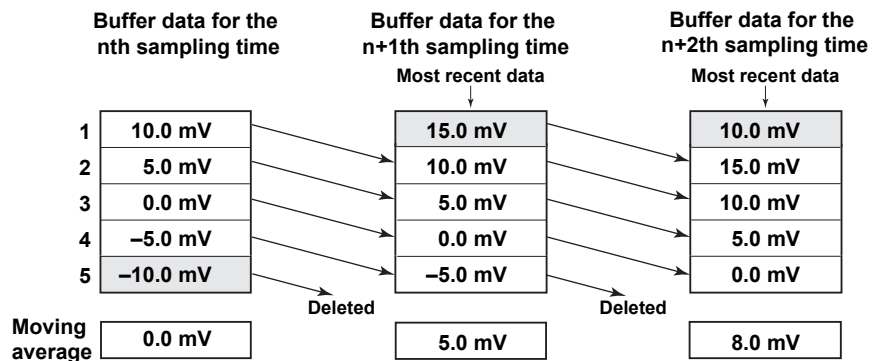 Buffer data for the
nth sampling time
Buffer data for the
n+1th sampling time
Buffer data for the
n+2th sampling time
Most recent data
Most recent data
1 10.0 mV 15.0 mV 10.0 mV
2 5.0 mV 10.0 mV 15.0 mV
3 0.0 mV 5.0 mV 10.0 mV
4 –5.0 mV 0.0 mV 5.0 mV
5 –10.0 mV –5.0 mV 0.0 mV
Deleted
Deleted
Moving
average
0.0 mV 5.0 mV 8.0 mV